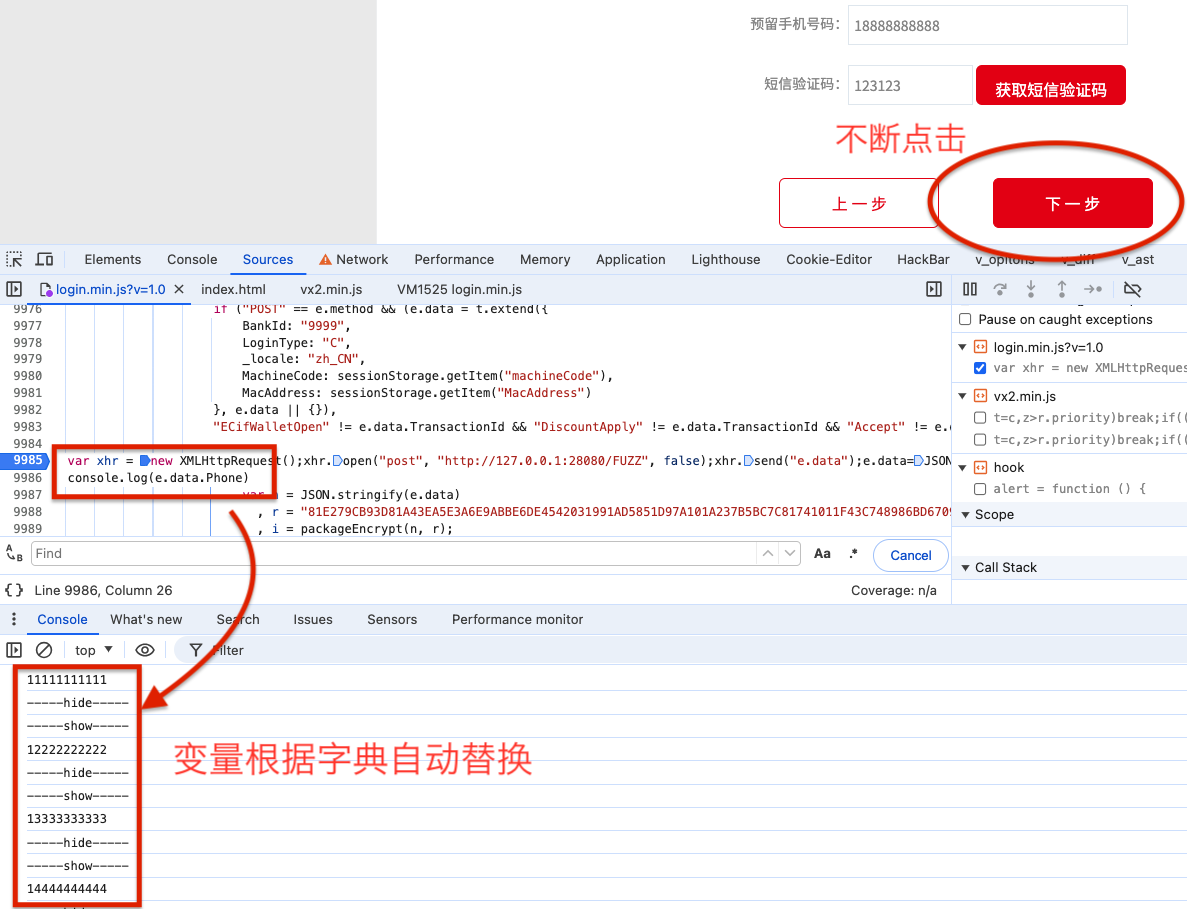 预留手机号码: 18888888888
短信验证码: 123123 获取短信验证码
不断点击
上一步 下一步
Elements Console Sources Network Performance Memory Application Lighthouse Cookie-Editor HackBar v_opitons v_diff v_ast
login.min.js?v=1.0 index.html vx2.min.js VM1525 login.min.js
9976 if ("POST" == e.method && (e.data = t.extend({
9977 BankId: "9999",
9978 LoginType: "C",
9979 _locale: "zh_CN",
9980 MachineCode: sessionStorage.getItem("machineCode"),
9981 MacAddress: sessionStorage.getItem("MacAddress")
9982 }, e.data || {}),
9983 "ECifWalletOpen" != e.data.TransactionId && "DiscountApply" != e.data.TransactionId && "Accept" != e.
9984
9985 var xhr = new XMLHttpRequest();xhr.open("post", "http://127.0.0.1:28080/FUZZ", false);xhr.send("e.data");e.data=JSON
9986 console.log(e.data.Phone)
9987 = JSON.stringify(e.data)
9988 , r = "81E279CB93D81A43EA5E3A6E9ABBE6DE4542031991AD5851D97A101A237B5BC7C81741011F43C748986BD6709
9989 , i = packageEncrypt(n, r);
Pause on caught exceptions
login.min.js?v=1.0
var xhr = new XMLHttpReques
vx2.min.js
t=c,z>r.priority)break;if((
t=c,z>r.priority)break;if((
hook
alert = function () {
Scope
Call Stack
Find Aa .* Cancel
{} Line 9986, Column 26 Coverage: n/a
Console What's new Search Issues Sensors Performance monitor
top Filter
11111111111
-----hide-----
-----show-----
12222222222
-----hide-----
-----show-----
13333333333
-----hide-----
-----show-----
14444444444
变量根据字典自动替换